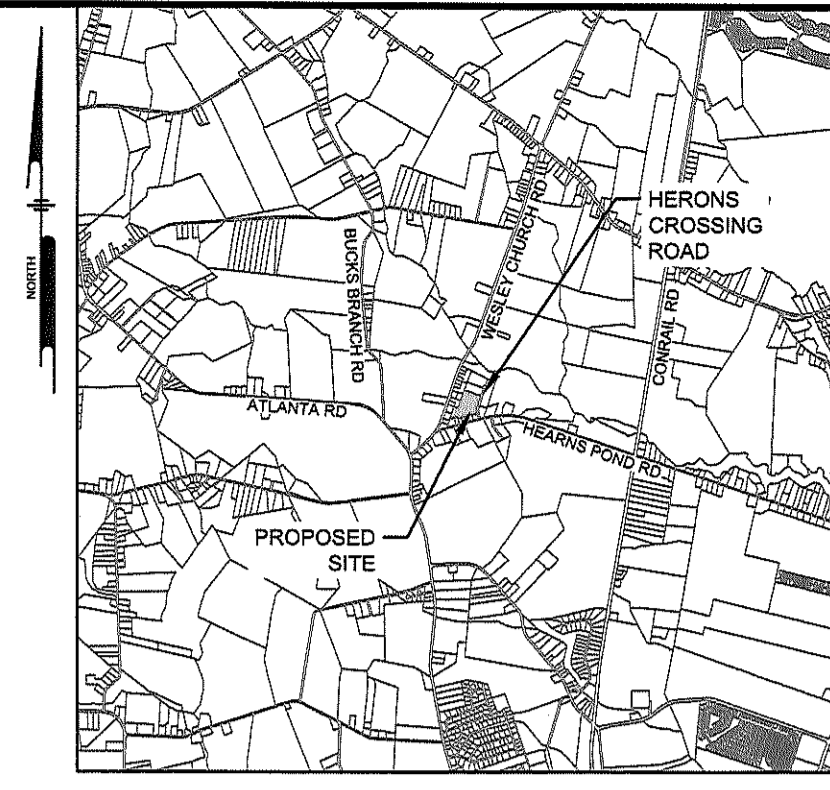 NORTH
HERONS
CROSSING
ROAD
WESLEY CHURCH RD
BUCKS BRANCH RD
CONRAIL RD
ATLANTA RD
HEARNS POND RD
PROPOSED
SITE